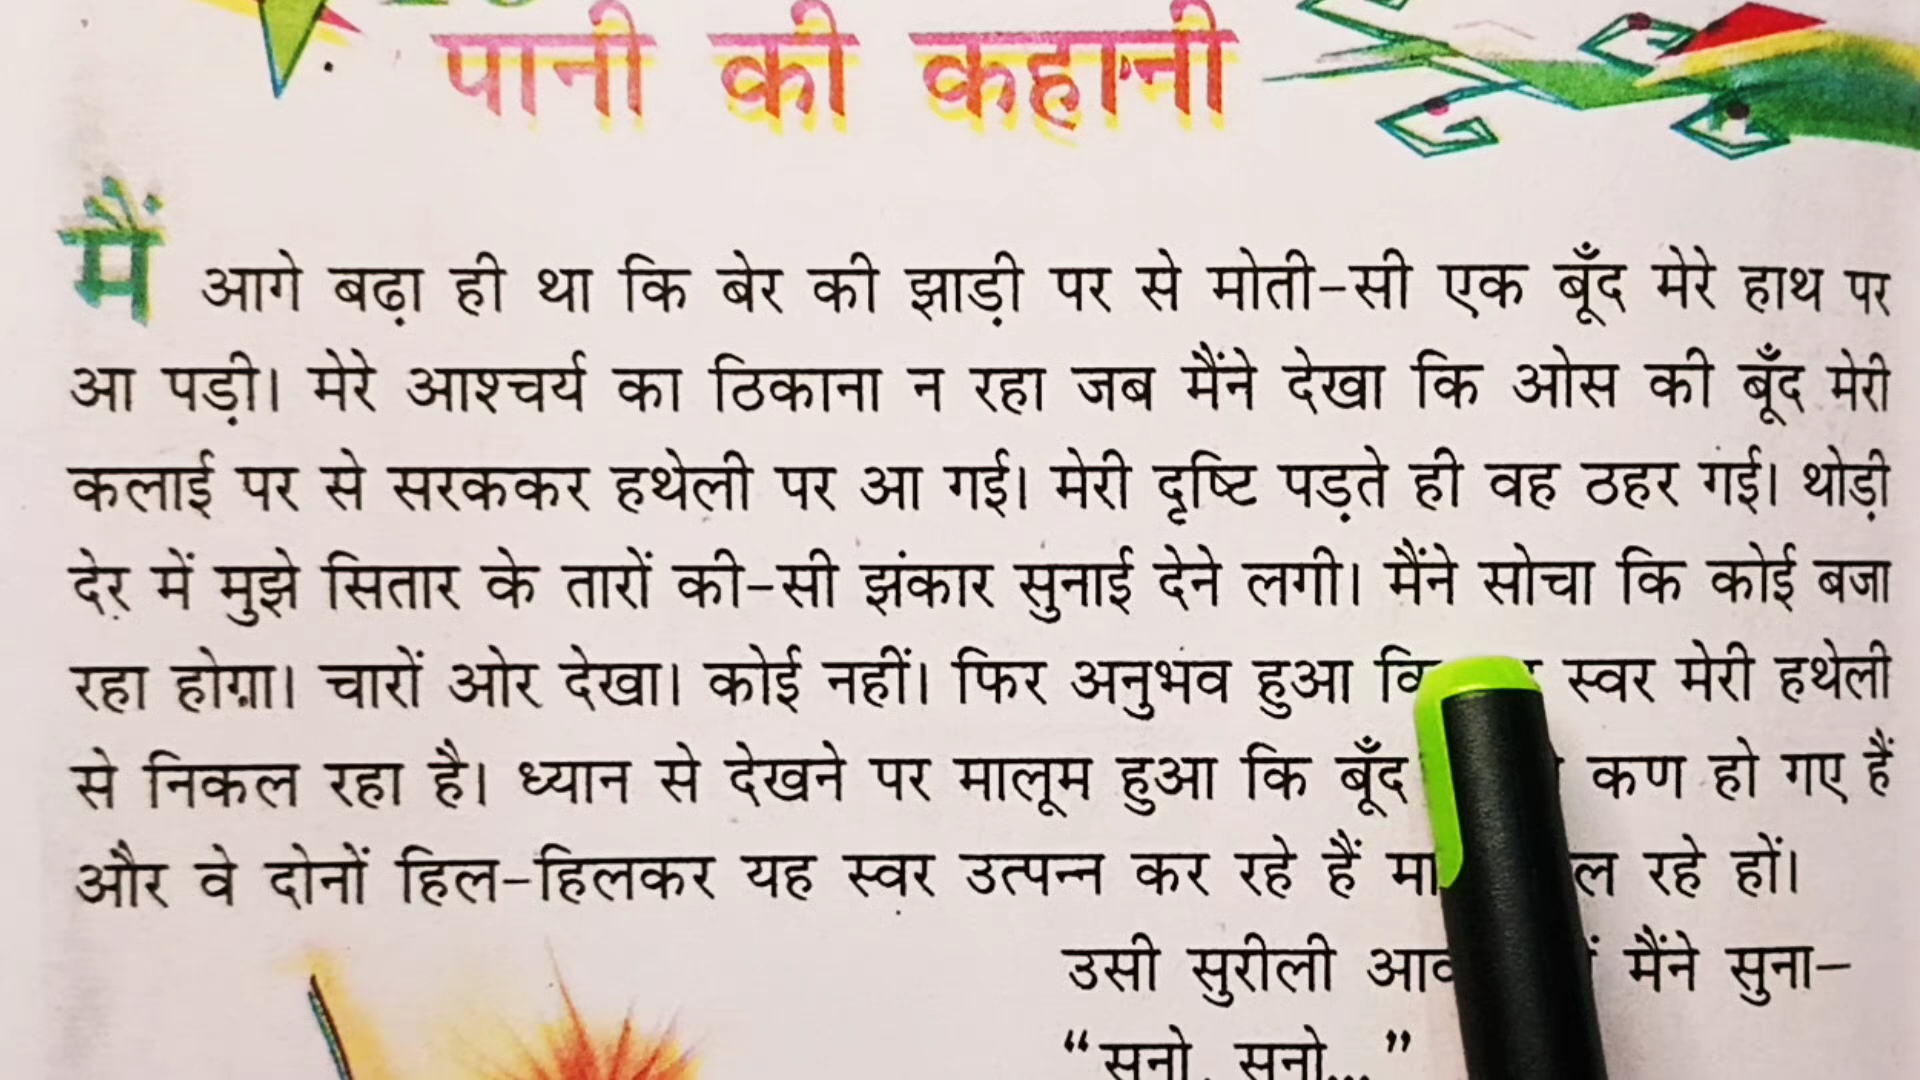 पानी की कहानी
मैं आगे बढ़ा ही था कि बेर की झाड़ी पर से मोती-सी एक बूँद मेरे हाथ पर
आ पड़ी। मेरे आश्चर्य का ठिकाना न रहा जब मैंने देखा कि ओस की बूँद मेरी
कलाई पर से सरककर हथेली पर आ गई। मेरी दृष्टि पड़ते ही वह ठहर गई। थोड़ी
देर में मुझे सितार के तारों की-सी झंकार सुनाई देने लगी। मैंने सोचा कि कोई बजा
रहा होगा। चारों ओर देखा। कोई नहीं। फिर अनुभव हुआ स्वर मेरी हथेली
से निकल रहा है। ध्यान से देखने पर मालूम हुआ कि बूँद कण हो गए हैं
और वे दोनों हिल-हिलकर यह स्वर उत्पन्न कर रहे हैं रहे हों।
उसी सुरीली मैंने सुना–
“सुनो, सुनो...”